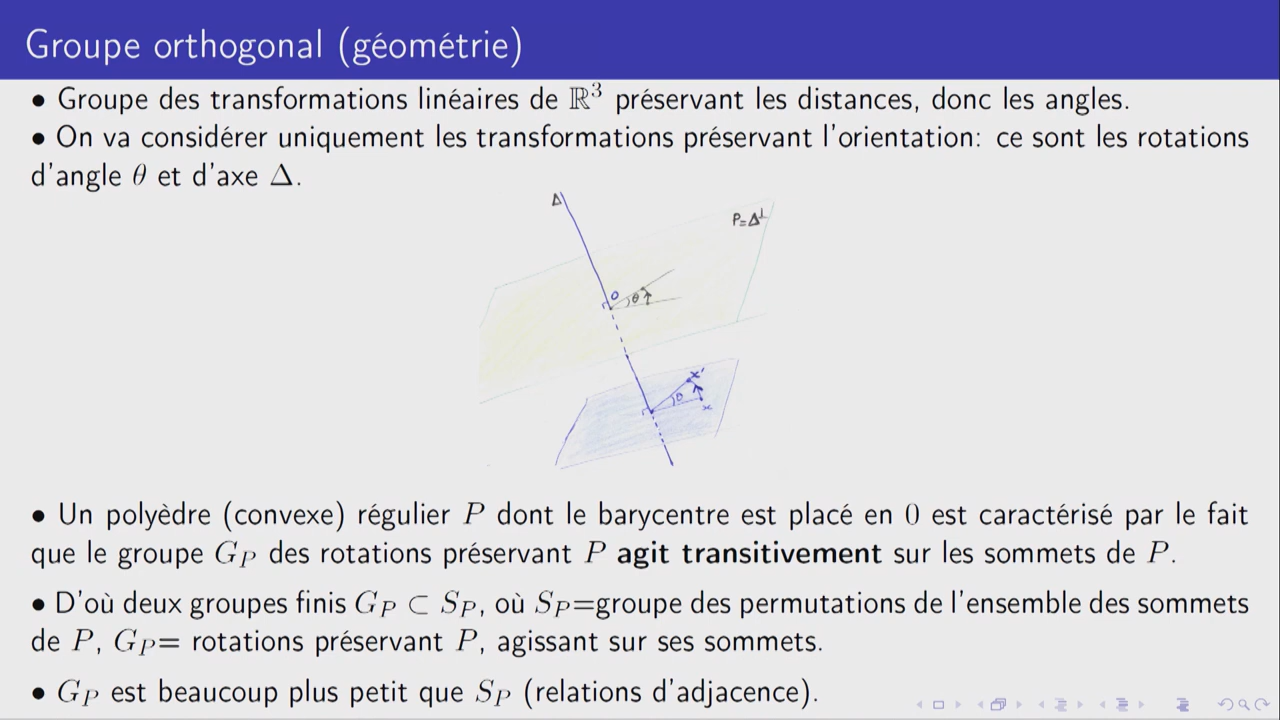 Groupe orthogonal (géométrie)
• Groupe des transformations linéaires de ℝ³ préservant les distances, donc les angles.
• On va considérer uniquement les transformations préservant l'orientation: ce sont les rotations
d'angle θ et d'axe Δ.
Δ
P=Δ⊥
O
θ
x'
θ
x
• Un polyèdre (convexe) régulier P dont le barycentre est placé en 0 est caractérisé par le fait
que le groupe G_P des rotations préservant P agit transitivement sur les sommets de P.
• D'où deux groupes finis G_P ⊂ S_P, où S_P=groupe des permutations de l'ensemble des sommets
de P, G_P= rotations préservant P, agissant sur ses sommets.
• G_P est beaucoup plus petit que S_P (relations d'adjacence).